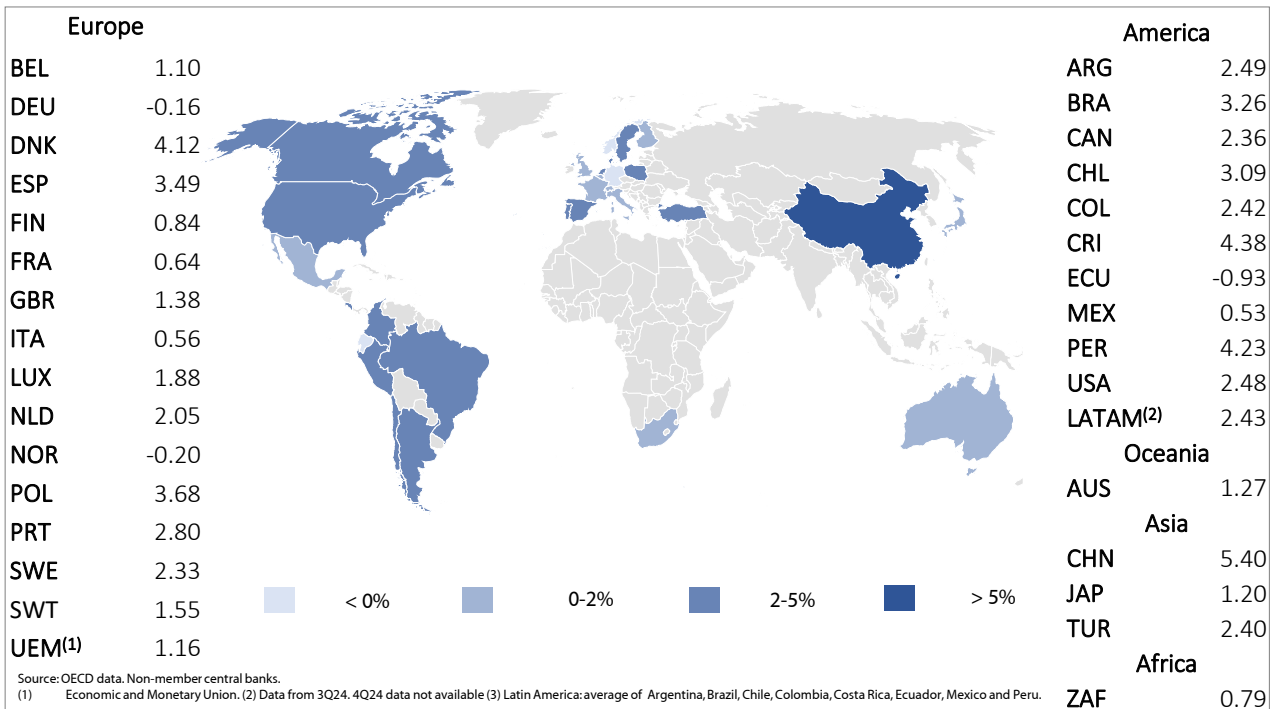 Europe
BEL 1.10
DEU -0.16
DNK 4.12
ESP 3.49
FIN 0.84
FRA 0.64
GBR 1.38
ITA 0.56
LUX 1.88
NLD 2.05
NOR -0.20
POL 3.68
PRT 2.80
SWE 2.33
SWT 1.55
UEM(1) 1.16
< 0% 0-2% 2-5% > 5%
America
ARG 2.49
BRA 3.26
CAN 2.36
CHL 3.09
COL 2.42
CRI 4.38
ECU -0.93
MEX 0.53
PER 4.23
USA 2.48
LATAM(2) 2.43
Oceania
AUS 1.27
Asia
CHN 5.40
JAP 1.20
TUR 2.40
Africa
ZAF 0.79
Source: OECD data. Non-member central banks.
(1) Economic and Monetary Union. (2) Data from 3Q24. 4Q24 data not available (3) Latin America: average of Argentina, Brazil, Chile, Colombia, Costa Rica, Ecuador, Mexico and Peru.